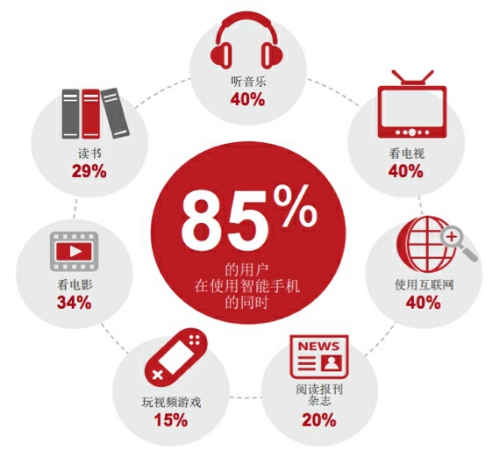 听音乐
40%
看电视
40%
使用互联网
40%
NEWS
阅读报刊
杂志
20%
玩视频游戏
15%
看电影
34%
读书
29%
85%
的用户
在使用智能手机
的同时